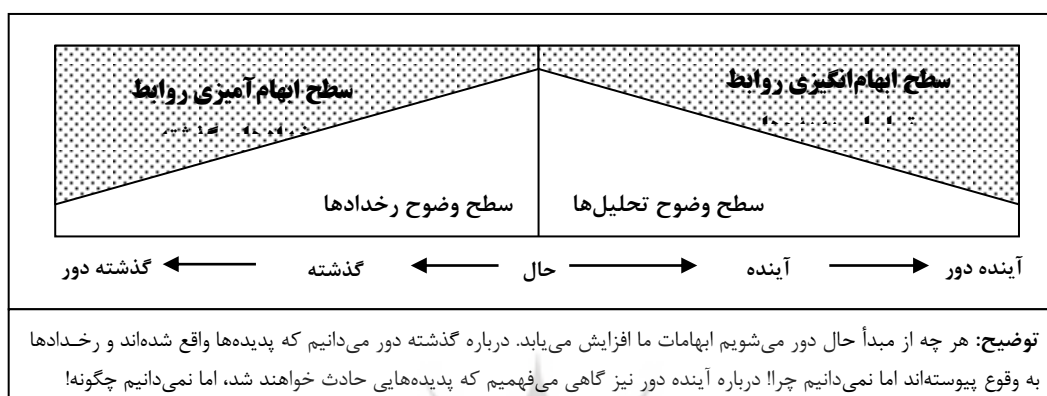 سطح ابهام‌آمیزی روابط
سطح ابهام‌انگیزی روابط
سطح وضوح رخدادها
سطح وضوح تحلیل‌ها
آینده دور
آینده
حال
گذشته
گذشته دور
توضیح: هر چه از مبدأ حال دور می‌شویم ابهامات ما افزایش می‌یابد. درباره گذشته دور می‌دانیم که پدیده‌ها واقع شده‌اند و رخـدادها
به وقوع پیوسته‌اند اما نمی‌دانیم چرا! درباره آینده دور نیز گاهی می‌فهمیم که پدیده‌هایی حادث خواهند شد، اما نمی‌دانیم چگونه!